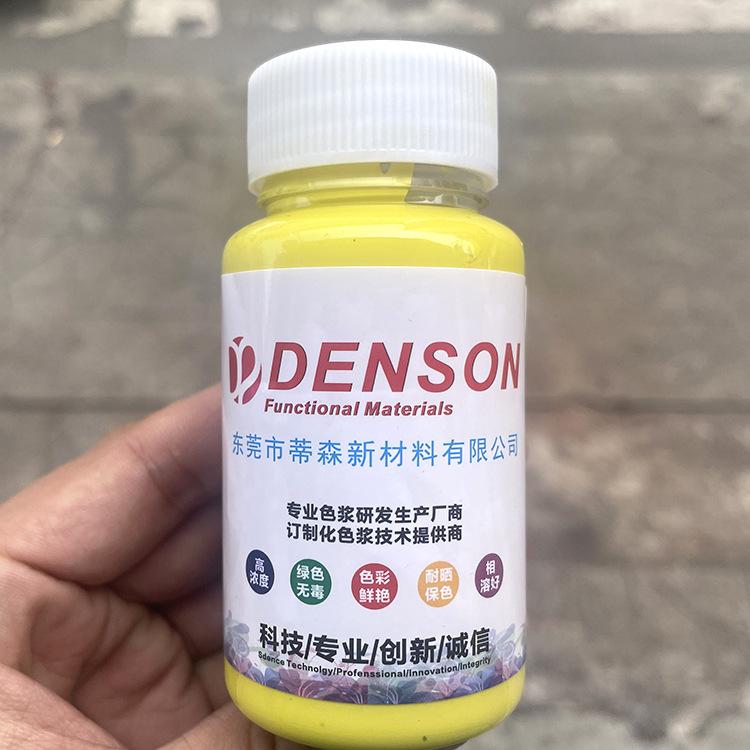 DENSON
Functional Materials
东莞市蒂森新材料有限公司
专业色浆研发生产厂商
订制化色浆技术提供商
高浓度 绿色无毒 色彩鲜艳 耐晒保色 相溶好
科技/专业/创新/诚信
Sdence Technolgy/Profenssional/Innovation/Integrity